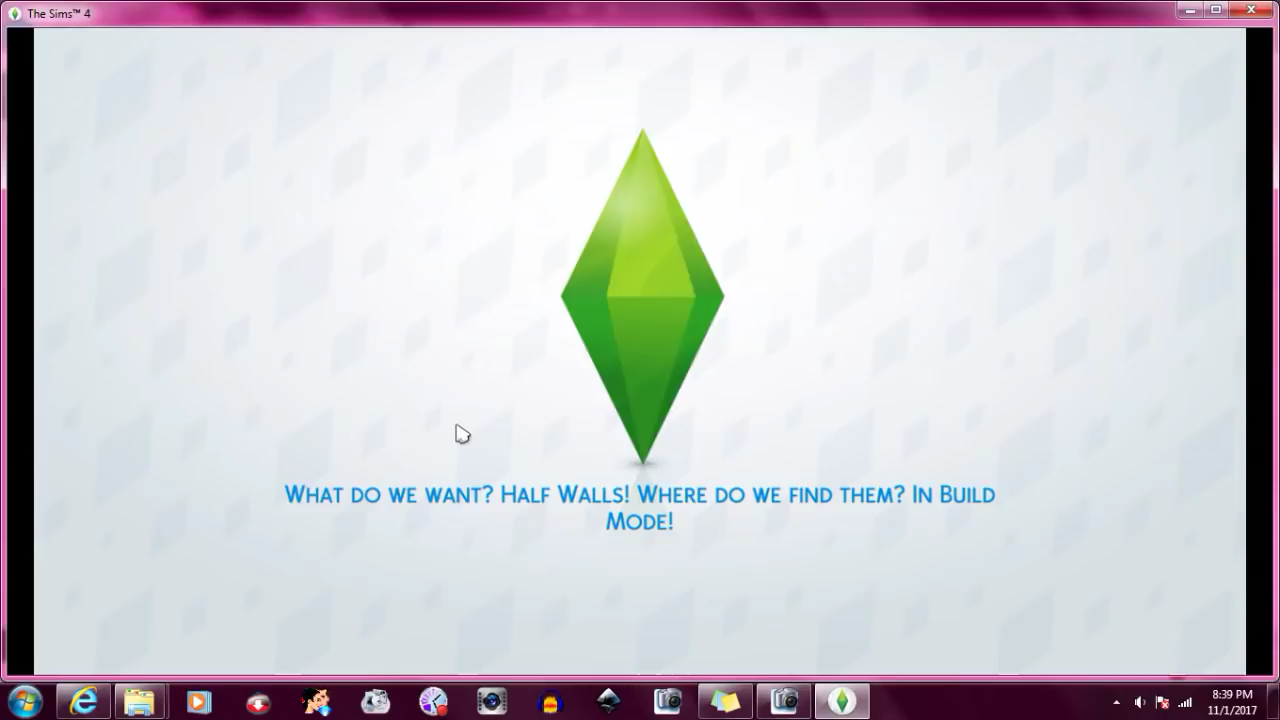 The Sims™ 4
What do we want? Half Walls! Where do we find them? In Build
Mode!
8:39 PM
11/1/2017